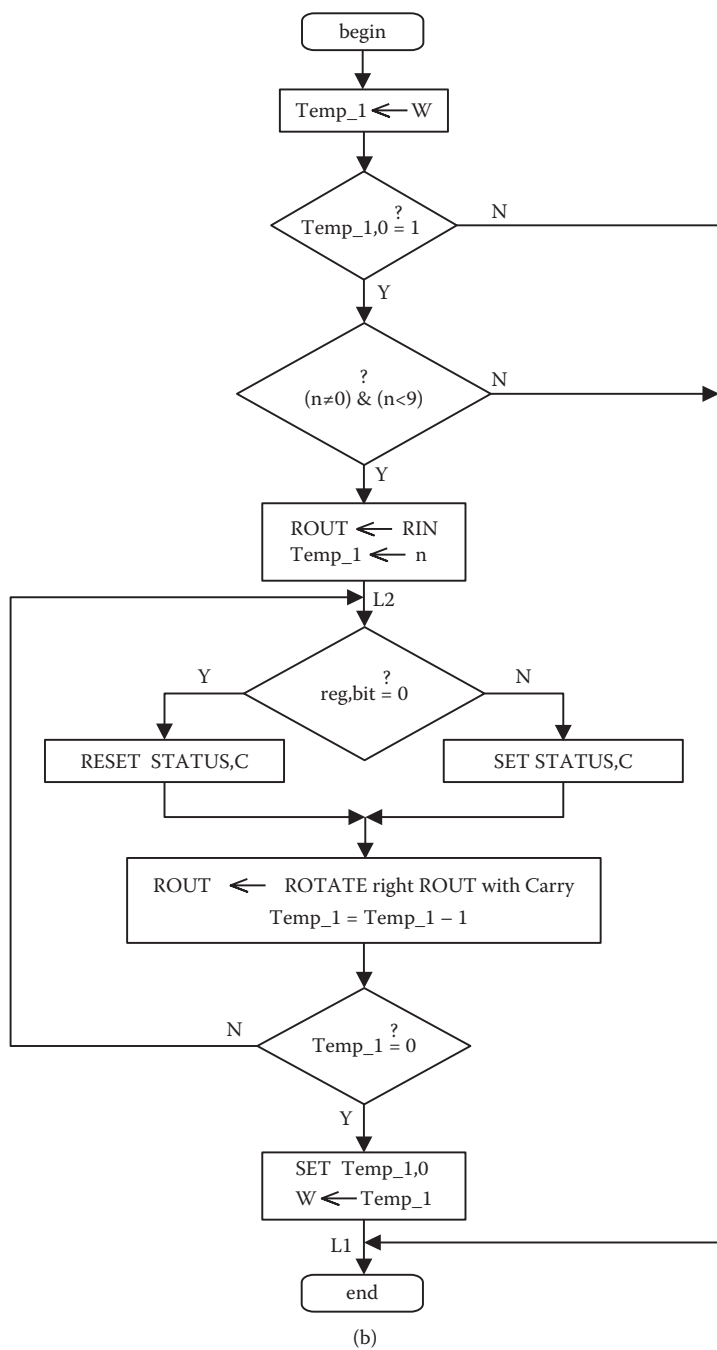 begin
Temp_1 ← W
?
Temp_1,0 = 1
N
Y
?
(n≠0) & (n<9)
N
Y
ROUT ← RIN
Temp_1 ← n
L2
Y
?
reg,bit = 0
N
RESET STATUS,C
SET STATUS,C
ROUT ← ROTATE right ROUT with Carry
Temp_1 = Temp_1 – 1
N
?
Temp_1 = 0
Y
SET Temp_1,0
W ← Temp_1
L1
end
(b)